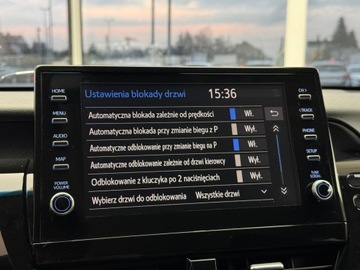 Ustawienia blokady drzwi 15:36
HOME
MENU
AUDIO
MAP
POWER
VOLUME
Automatyczna blokada zależnie od prędkości Wł.
Automatyczna blokada przy zmianie biegu z P Wył.
Automatyczne odblokowanie przy zmianie biegu na P Wł.
Automatyczne odblokowanie zależnie od drzwi kierowcy Wył.
Odblokowanie z kluczyka po 2 naciśnięciach Wył.
Wybierz drzwi do odblokowania Wszystkie drzwi
CH
TRADE
PHONE
SETUP
TUNE
SCROLL